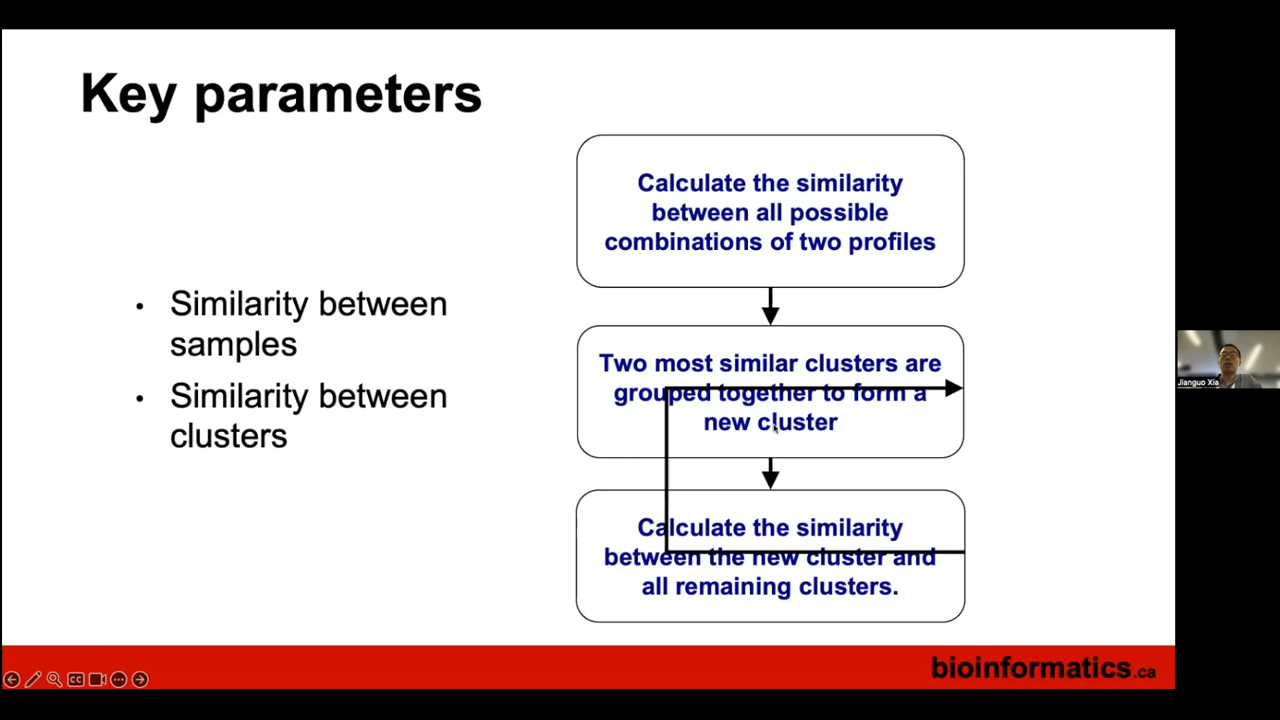 Key parameters
• Similarity between
samples
• Similarity between
clusters
Calculate the similarity
between all possible
combinations of two profiles
Two most similar clusters are
grouped together to form a
new cluster
Calculate the similarity
between the new cluster and
all remaining clusters.
Jianguo Xia
CC
bioinformatics.ca